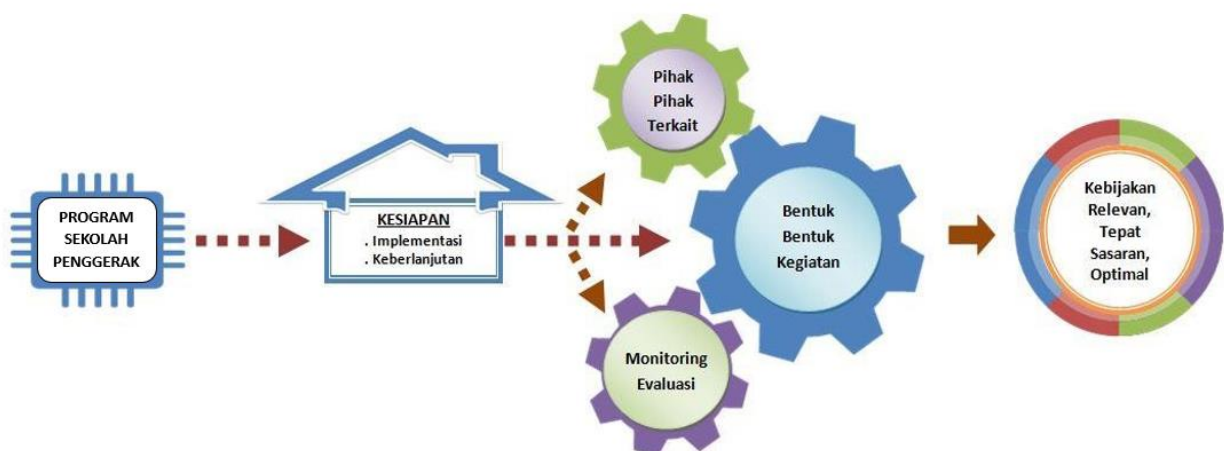 PROGRAM
SEKOLAH
PENGGERAK
KESIAPAN
. Implementasi
. Keberlanjutan
Pihak
Pihak
Terkait
Bentuk
Bentuk
Kegiatan
Monitoring
Evaluasi
Kebijakan
Relevan,
Tepat
Sasaran,
Optimal